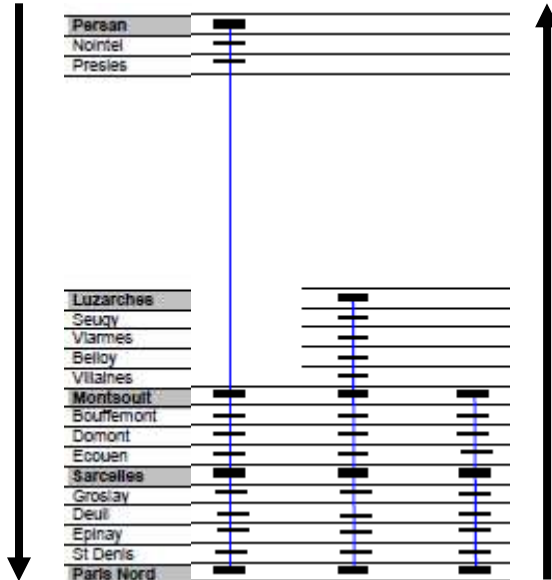 Persan
Nointel
Presles
Luzarches
Seugy
Viarmes
Belloy
Villaines
Montsoult
Bouffemont
Domont
Ecouen
Sarcelles
Groslay
Deuil
Epinay
St Denis
Paris Nord